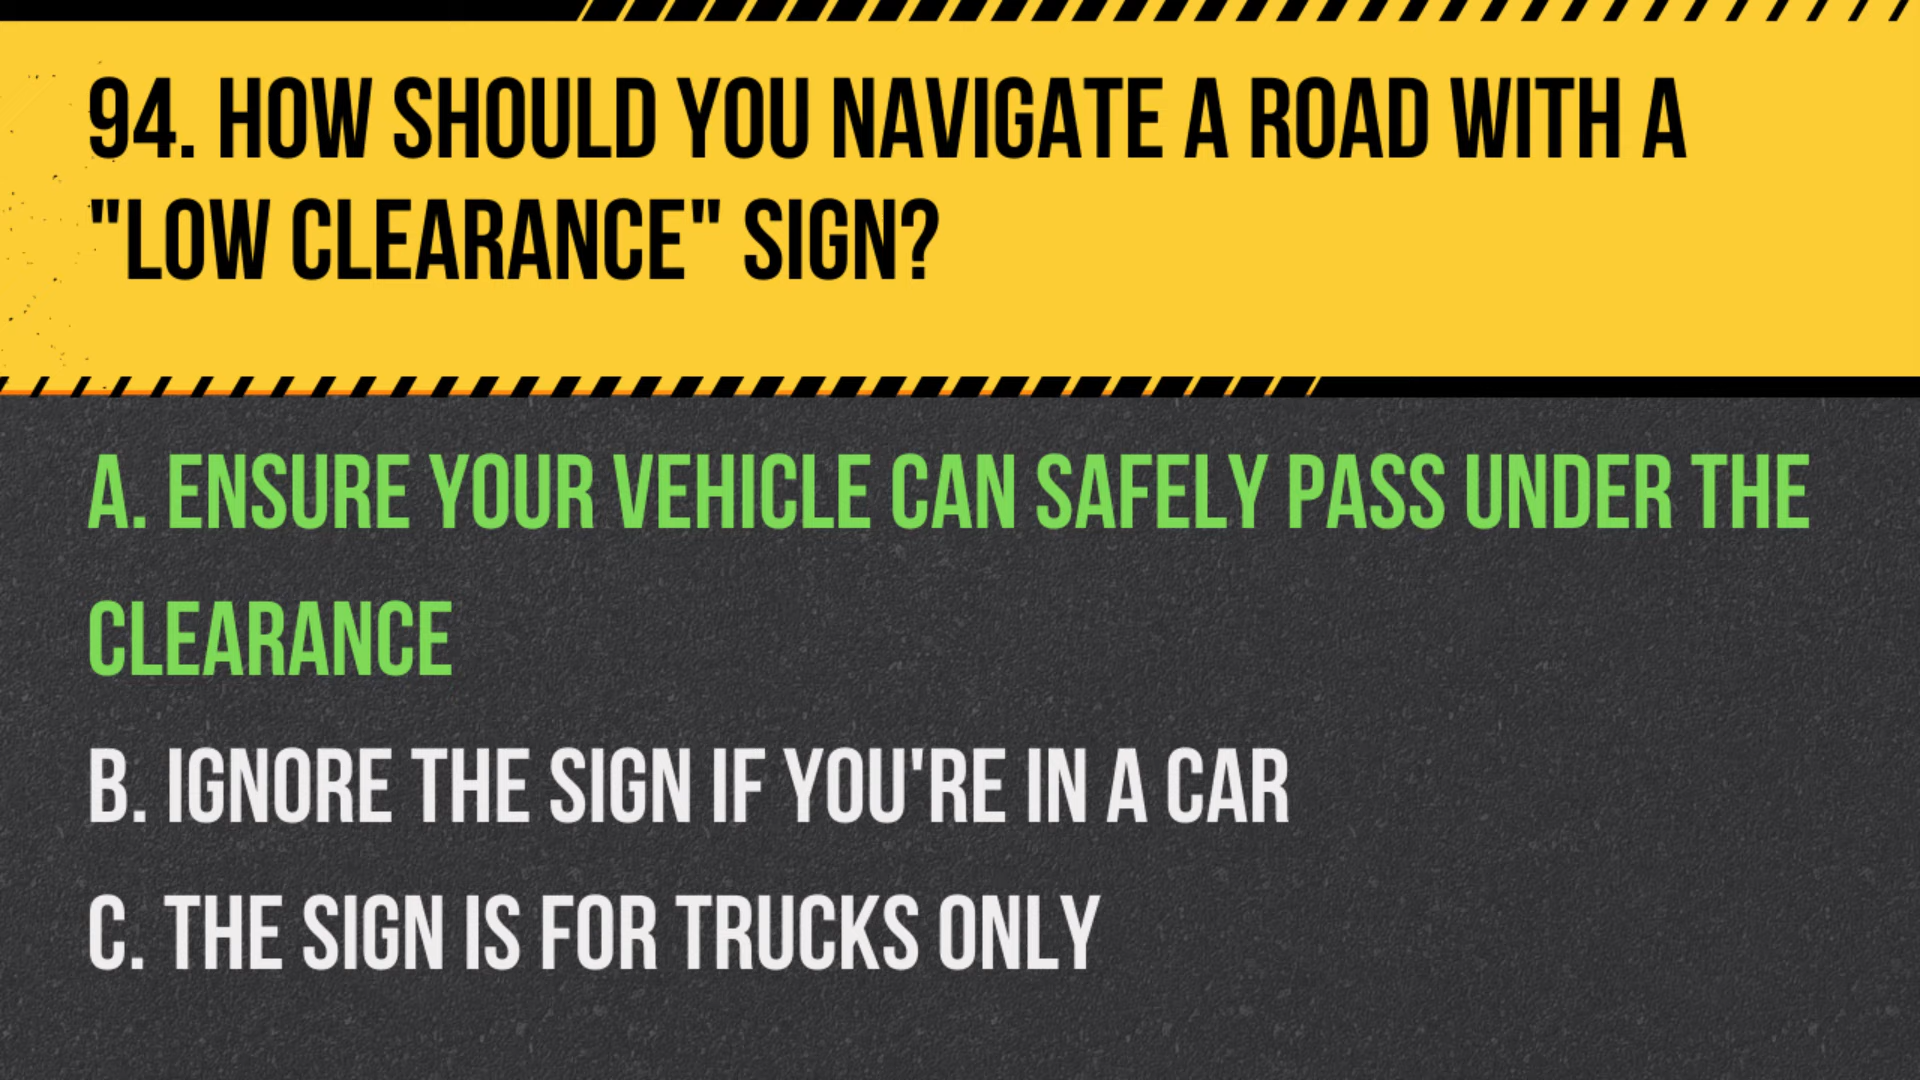 94. HOW SHOULD YOU NAVIGATE A ROAD WITH A
"LOW CLEARANCE" SIGN?
A. ENSURE YOUR VEHICLE CAN SAFELY PASS UNDER THE
CLEARANCE
B. IGNORE THE SIGN IF YOU'RE IN A CAR
C. THE SIGN IS FOR TRUCKS ONLY